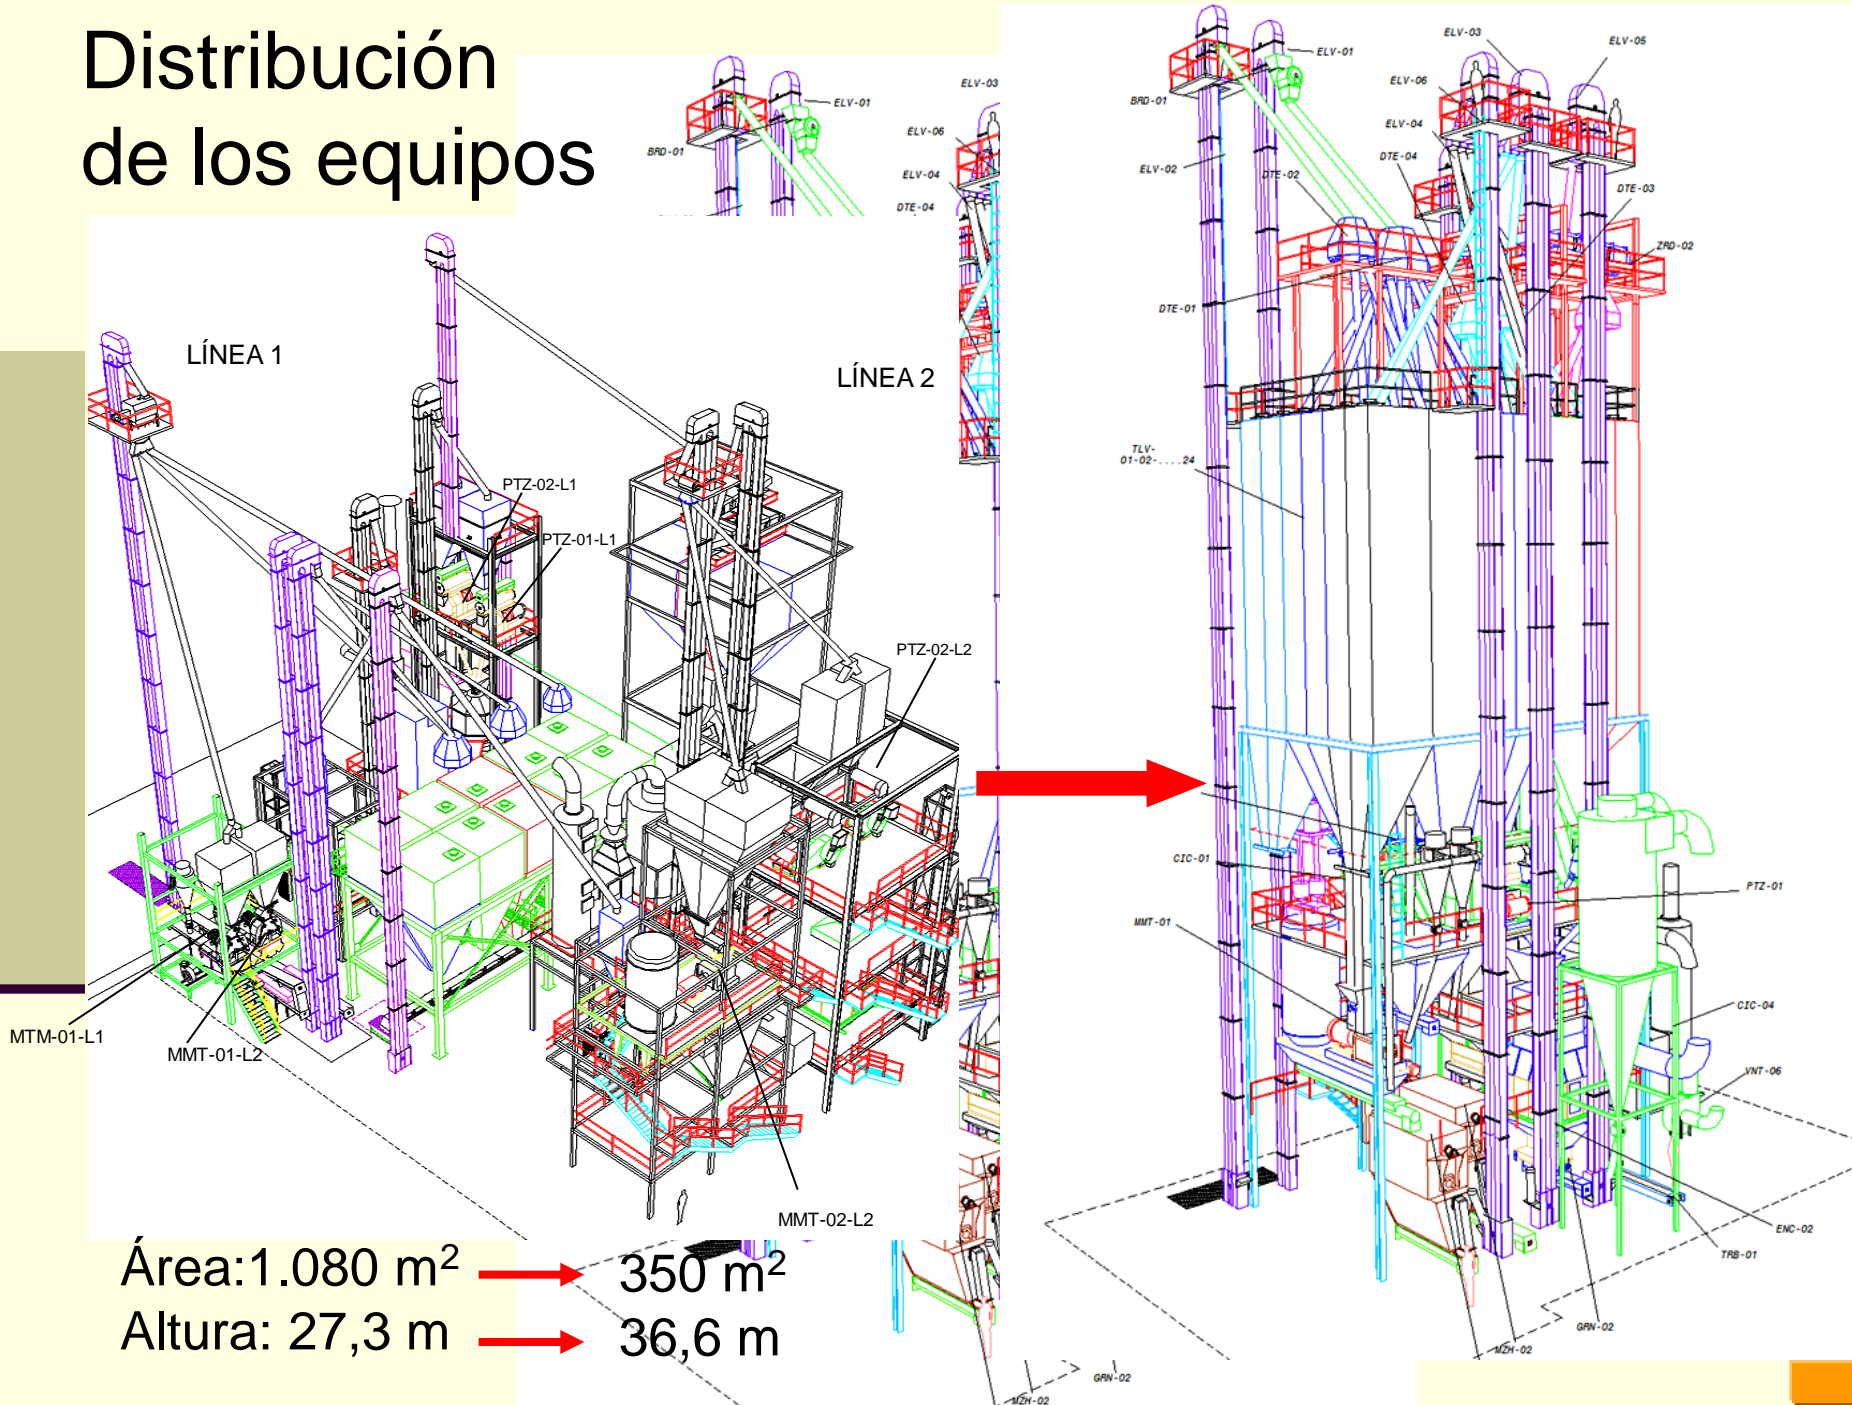 Distribución
de los equipos
ELV-01
ELV-03
BRD-01
ELV-06
ELV-04
DTE-04
LÍNEA 1
LÍNEA 2
PTZ-02-L1
PTZ-01-L1
PTZ-02-L2
MTM-01-L1
MMT-01-L2
MMT-02-L2
Área:1.080 m²
350 m²
Altura: 27,3 m
36,6 m
MZH-02
GRN-02
ELV-01
ELV-03
ELV-05
BRD-01
ELV-06
ELV-04
ELV-02
DTE-04
DTE-02
DTE-03
ZRD-02
DTE-01
TLV-
01-02-....24
CIC-01
PTZ-01
MMT-01
CIC-04
VNT-06
ENC-02
TRB-01
GRN-02
MZH-02